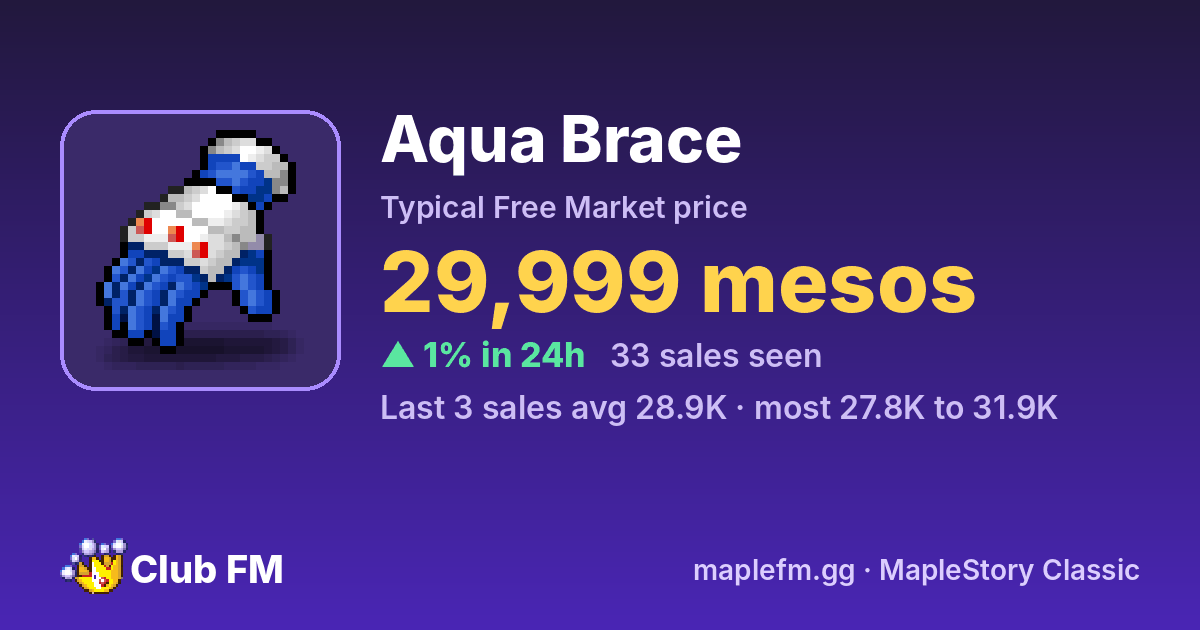 Aqua Brace
Typical Free Market price
29,999 mesos
▲ 1% in 24h 33 sales seen
Last 3 sales avg 28.9K · most 27.8K to 31.9K
Club FM
maplefm.gg · MapleStory Classic